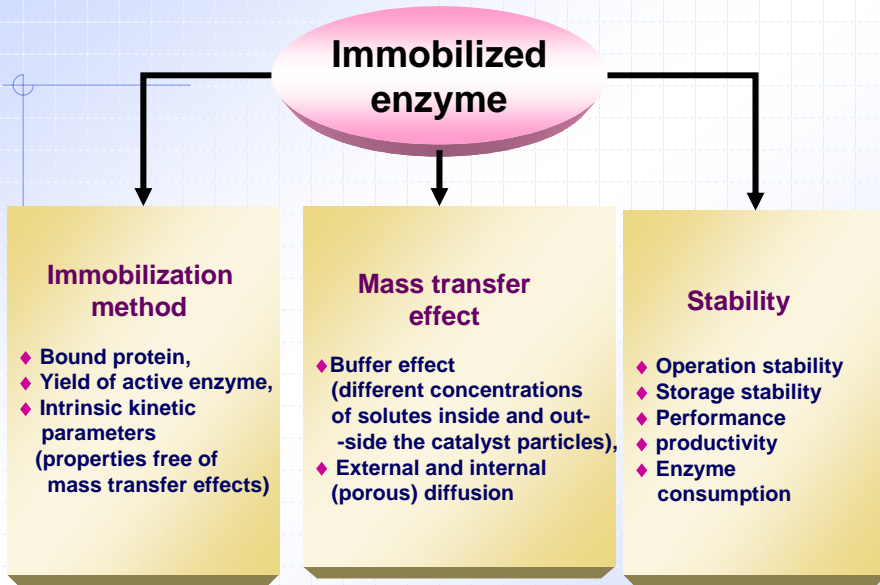 Immobilized
enzyme
Immobilization
method
♦ Bound protein,
♦ Yield of active enzyme,
♦ Intrinsic kinetic
parameters
(properties free of
mass transfer effects)
Mass transfer
effect
♦Buffer effect
(different concentrations
of solutes inside and out-
-side the catalyst particles),
♦ External and internal
(porous) diffusion
Stability
♦ Operation stability
♦ Storage stability
♦ Performance
♦ productivity
♦ Enzyme
consumption